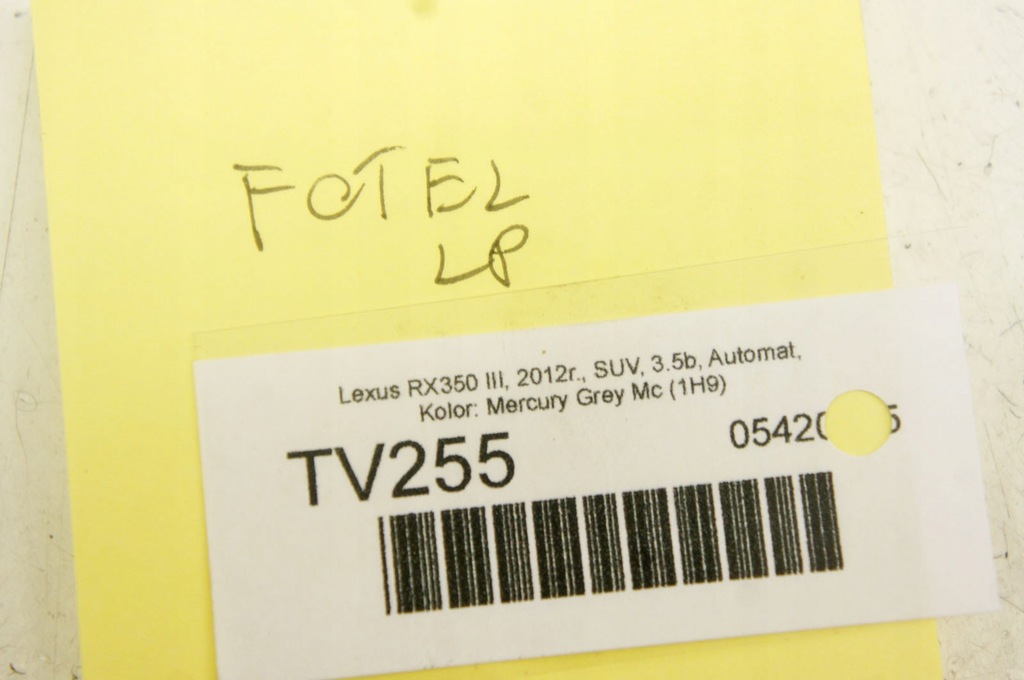 FOTEL
LP
Lexus RX350 III, 2012r., SUV, 3.5b, Automat,
Kolor: Mercury Grey Mc (1H9)
TV255